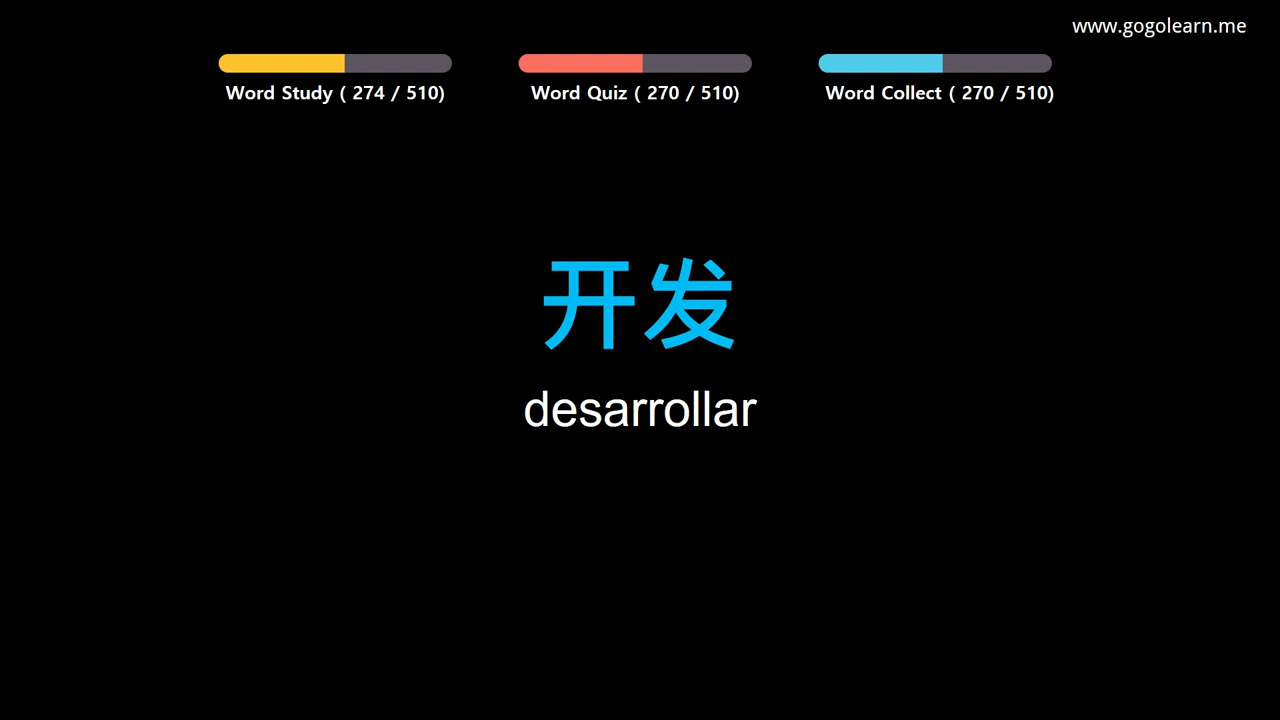 www.gogolearn.me
Word Study ( 274 / 510)
Word Quiz ( 270 / 510)
Word Collect ( 270 / 510)
开发
desarrollar